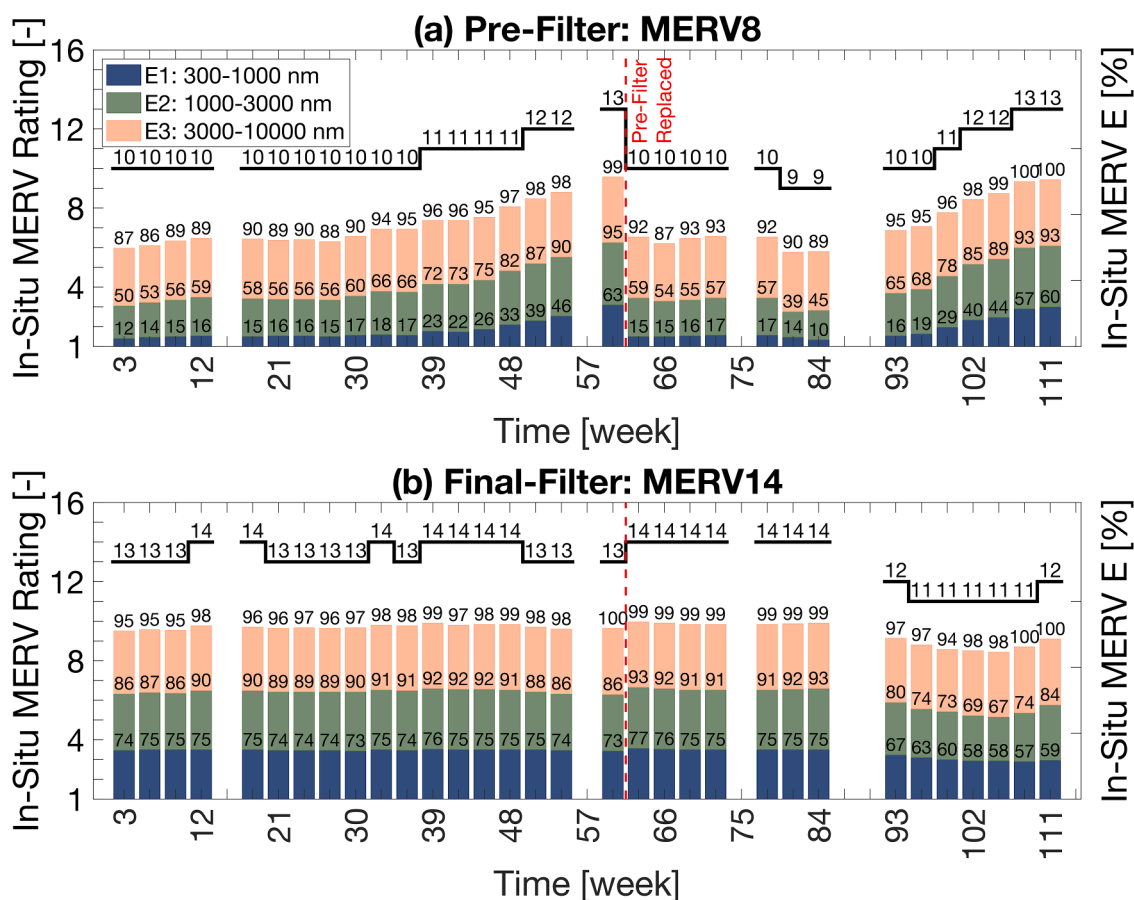 (a) Pre-Filter: MERV8
In-Situ MERV Rating [-]
In-Situ MERV E [%]
16
12
8
4
1
E1: 300-1000 nm
E2: 1000-3000 nm
E3: 3000-10000 nm
Pre-Filter
Replaced
10 10 10 10 10 10 10 10 10 10 10 11 11 11 11 12 12 13 10 10 10 10 10 9 9 10 10 11 12 12 13 13
87 86 89 89 90 89 90 88 90 94 95 96 96 95 97 98 98 99 92 87 93 93 92 90 89 95 95 96 98 99 100 100
50 53 56 59 58 56 56 56 60 66 66 72 73 75 82 87 90 95 59 54 55 57 57 39 45 65 68 78 85 89 93 93
12 14 15 16 15 16 16 15 17 18 17 23 22 26 33 39 46 63 15 15 16 17 17 14 10 16 19 29 40 44 57 60
3 12 21 30 39 48 57 66 75 84 93 102 111
Time [week]
(b) Final-Filter: MERV14
In-Situ MERV Rating [-]
In-Situ MERV E [%]
16
12
8
4
1
13 13 13 14 14 13 13 13 13 14 13 14 14 14 14 13 13 13 14 14 14 14 14 14 14 12 11 11 11 11 11 12
95 95 95 98 96 96 97 96 97 98 98 99 97 98 99 98 98 100 99 99 99 99 99 99 99 97 97 94 98 98 100 100
86 87 86 90 90 89 89 89 90 91 91 92 92 92 91 88 86 86 93 92 91 91 91 92 93 80 74 73 69 67 74 84
74 75 75 75 75 74 74 74 73 75 74 76 75 75 75 75 74 73 77 76 75 75 75 75 75 67 63 60 58 58 57 59
3 12 21 30 39 48 57 66 75 84 93 102 111
Time [week]